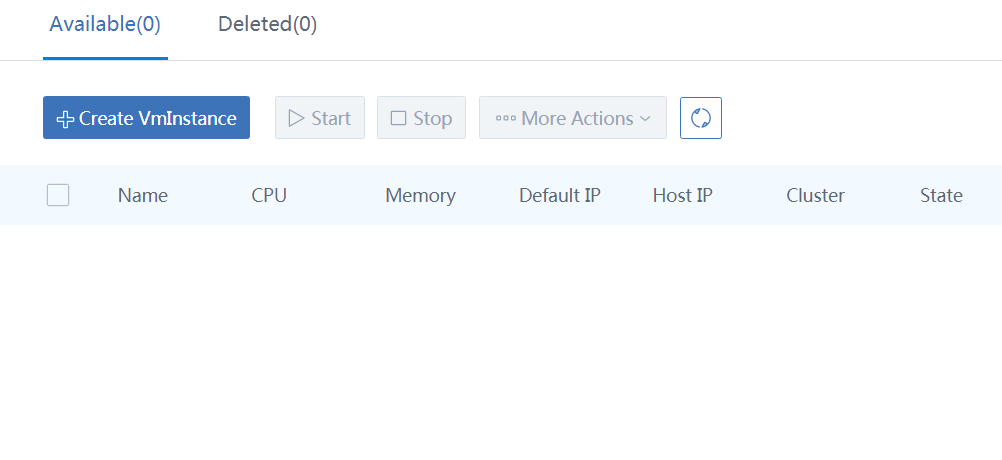 Available(0) Deleted(0)
Create VmInstance Start Stop More Actions
Name CPU Memory Default IP Host IP Cluster State